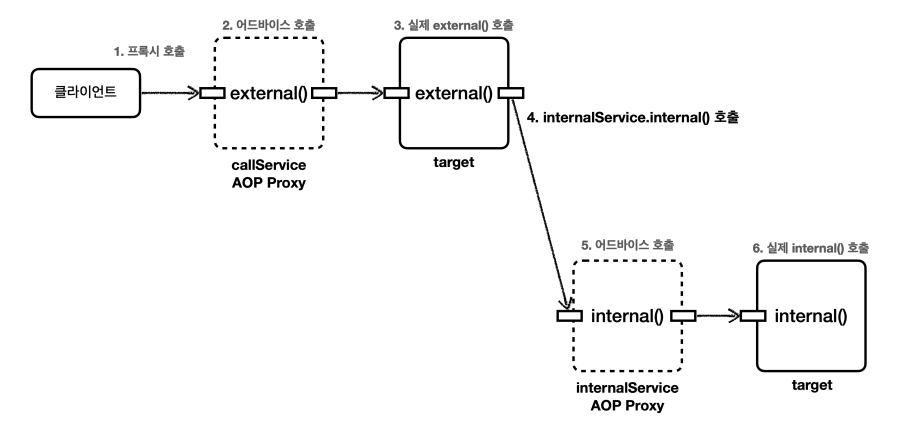 2. 어드바이스 호출
3. 실제 external() 호출
1. 프록시 호출
클라이언트
external()
external()
4. internalService.internal() 호출
callService
AOP Proxy
target
5. 어드바이스 호출
6. 실제 internal() 호출
internal()
internal()
internalService
AOP Proxy
target